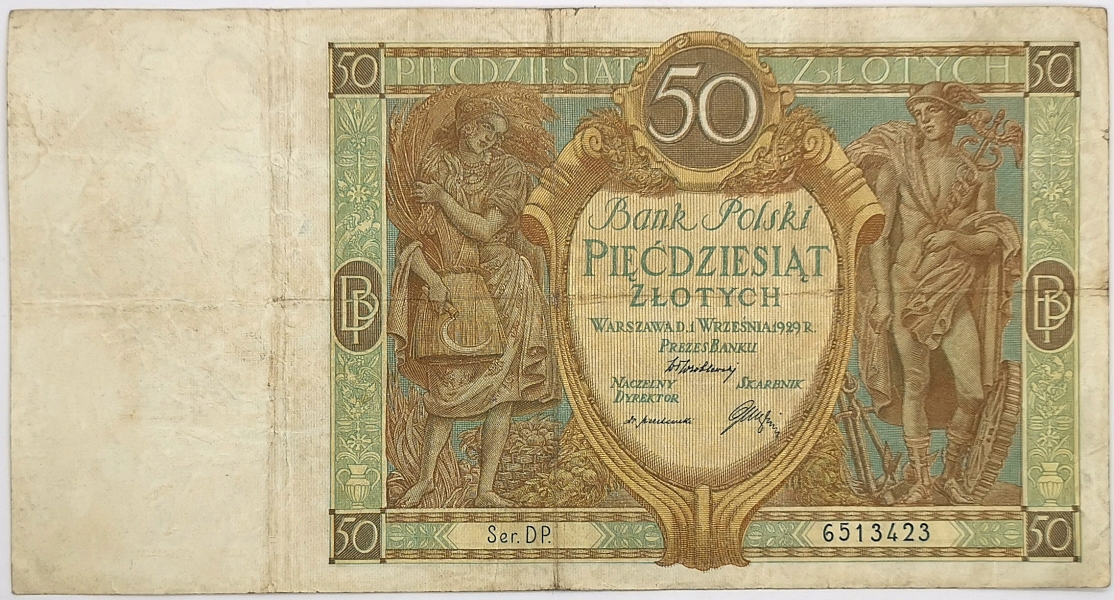 50 PIĘĆDZIESIĄT 50 ZŁOTYCH 50
Bank Polski
PIĘĆDZIESIĄT
ZŁOTYCH
WARSZAWA D. 1 WRZEŚNIA 1929 R.
PREZES BANKU
NACZELNY SKARBNIK
DYREKTOR
BP BP
50 Ser. DP. 6513423 50